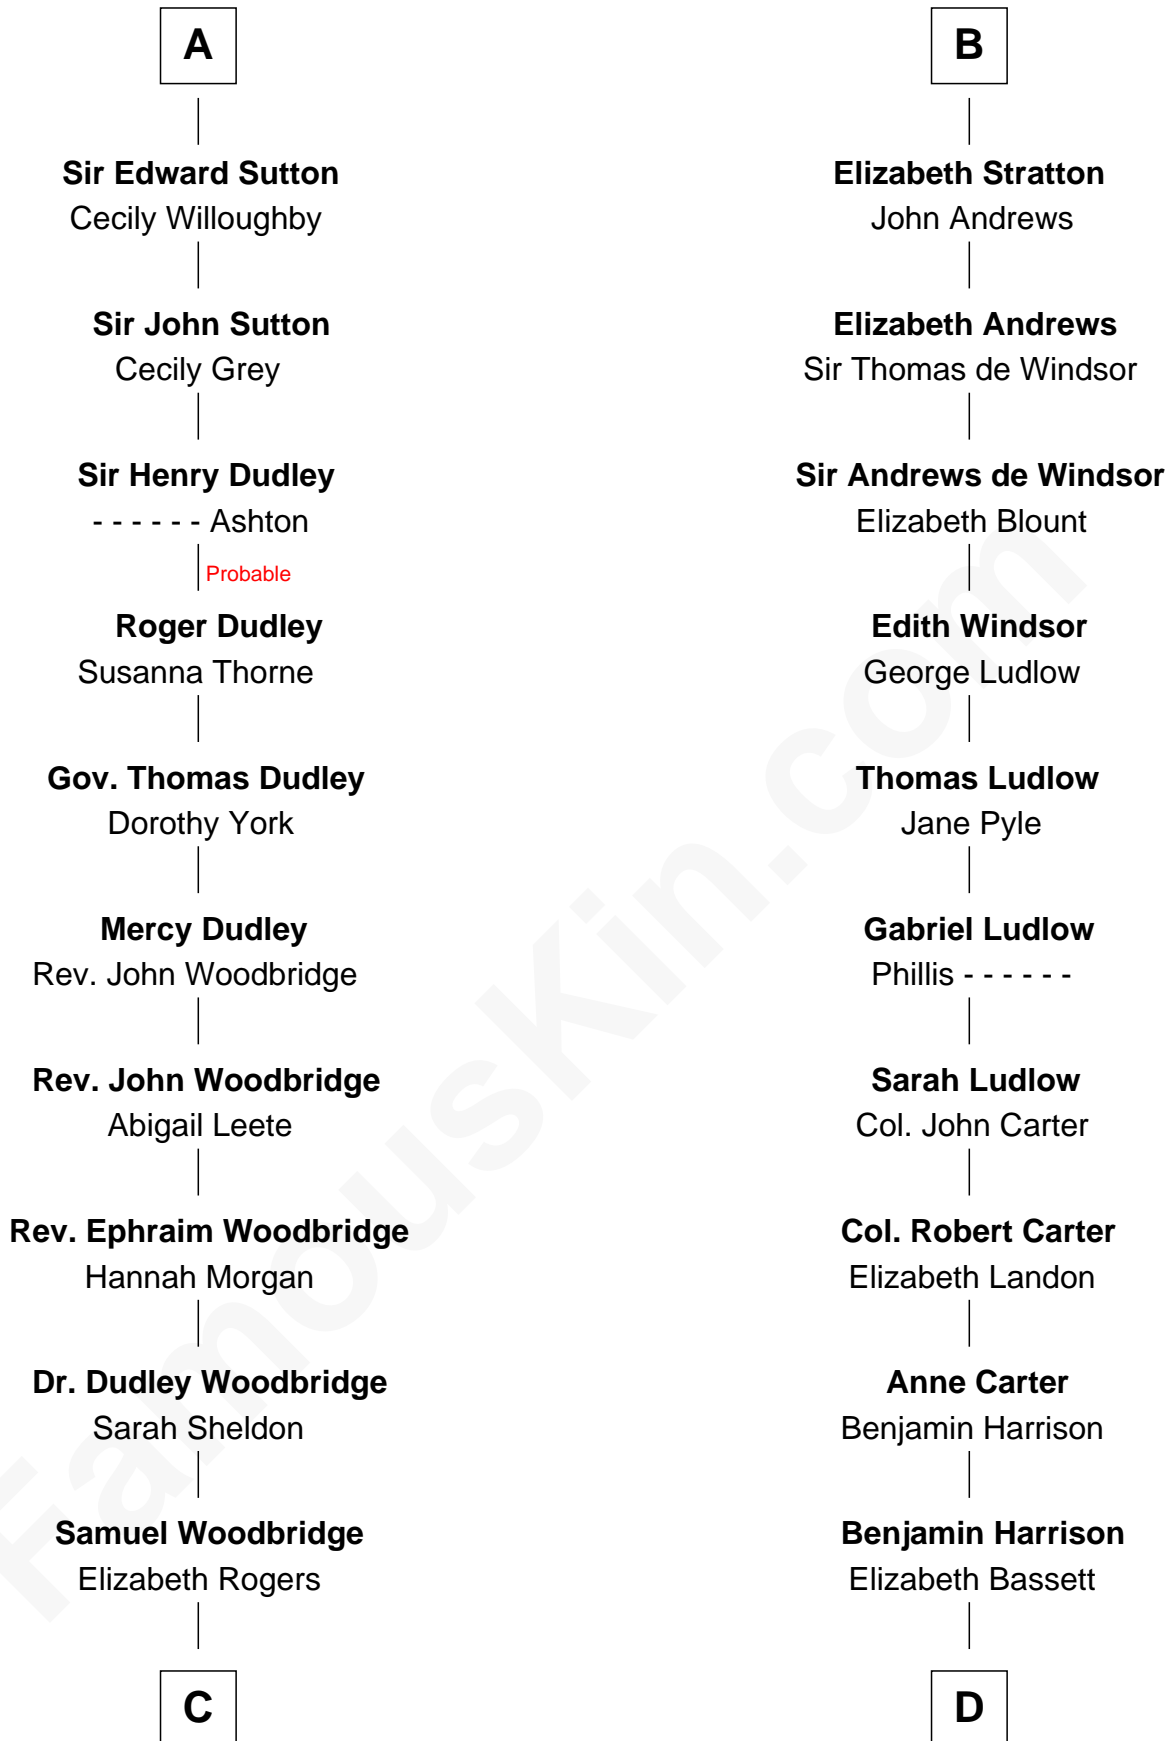 A
Sir Edward Sutton
Cecily Willoughby
Sir John Sutton
Cecily Grey
Sir Henry Dudley
- - - - - - Ashton
Probable
Roger Dudley
Susanna Thorne
Gov. Thomas Dudley
Dorothy York
Mercy Dudley
Rev. John Woodbridge
Rev. John Woodbridge
Abigail Leete
Rev. Ephraim Woodbridge
Hannah Morgan
Dr. Dudley Woodbridge
Sarah Sheldon
Samuel Woodbridge
Elizabeth Rogers
C
B
Elizabeth Stratton
John Andrews
Elizabeth Andrews
Sir Thomas de Windsor
Sir Andrews de Windsor
Elizabeth Blount
Edith Windsor
George Ludlow
Thomas Ludlow
Jane Pyle
Gabriel Ludlow
Phillis - - - - - -
Sarah Ludlow
Col. John Carter
Col. Robert Carter
Elizabeth Landon
Anne Carter
Benjamin Harrison
Benjamin Harrison
Elizabeth Bassett
D
FamousKin.com